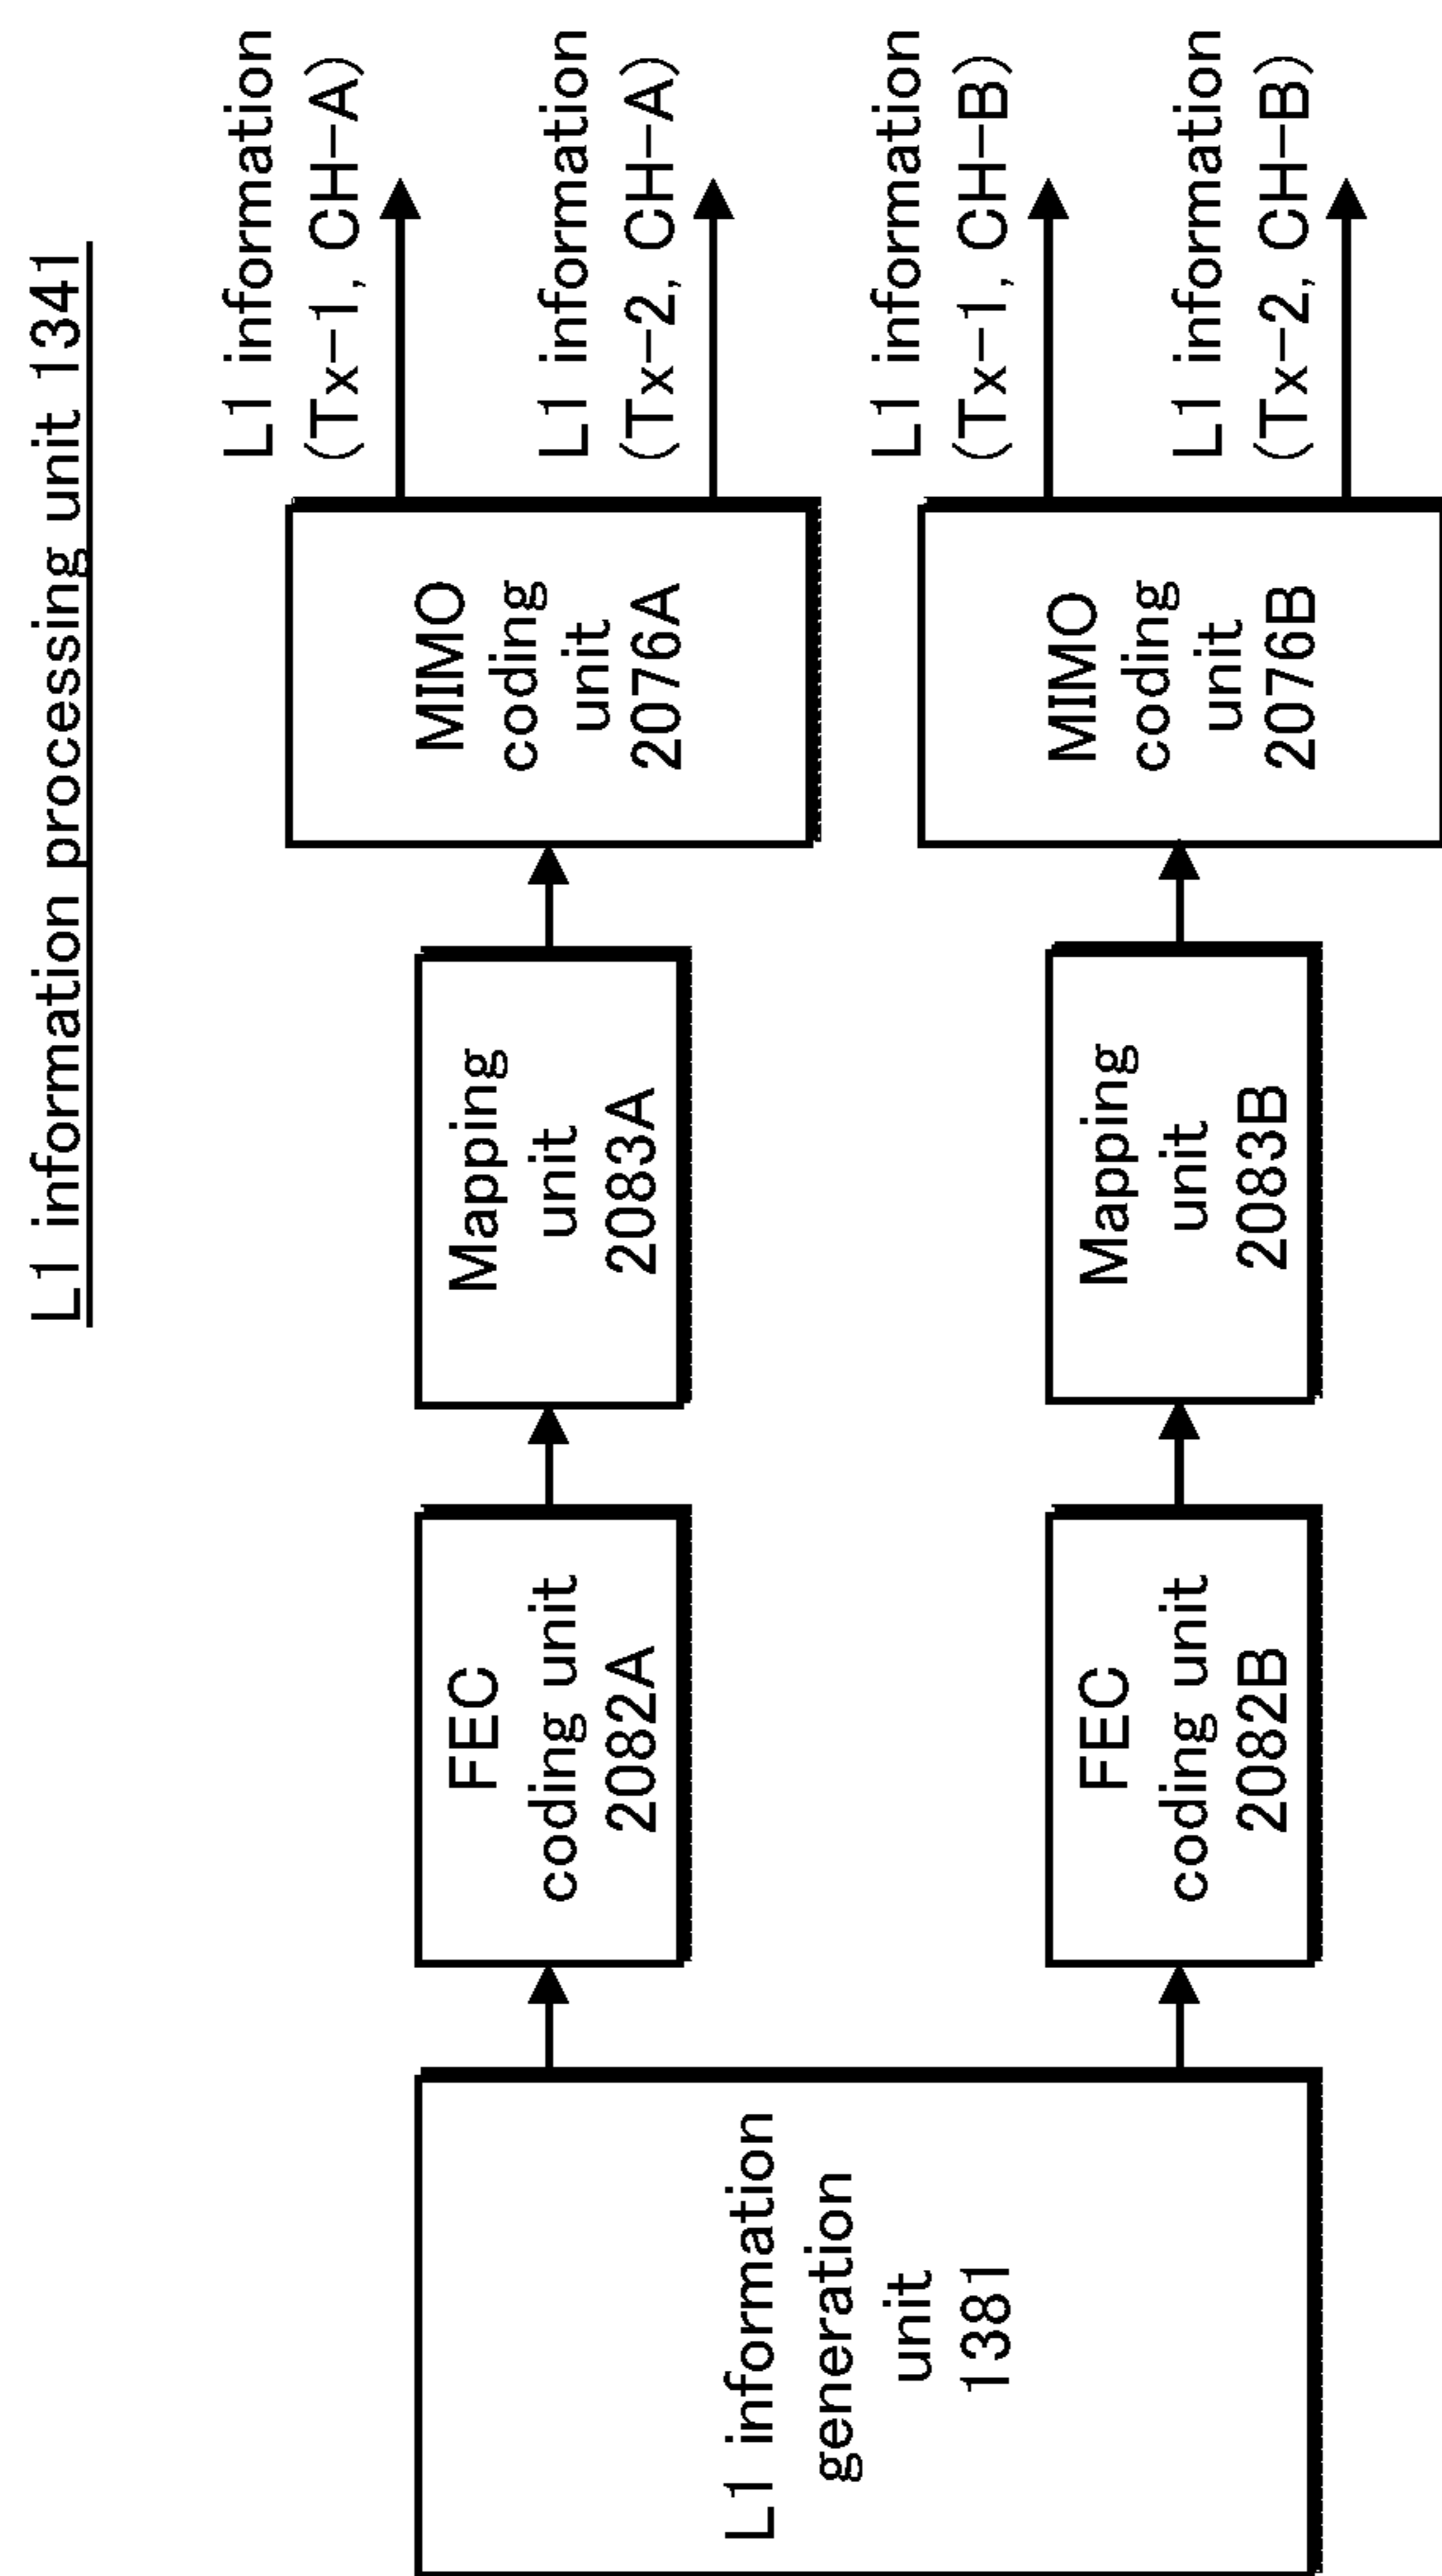 L1 information processing unit 1341
L1 information
generation
unit
1381
FEC
coding unit
2082A
Mapping
unit
2083A
MIMO
coding
unit
2076A
L1 information
(Tx-1, CH-A)
L1 information
(Tx-2, CH-A)
FEC
coding unit
2082B
Mapping
unit
2083B
MIMO
coding
unit
2076B
L1 information
(Tx-1, CH-B)
L1 information
(Tx-2, CH-B)